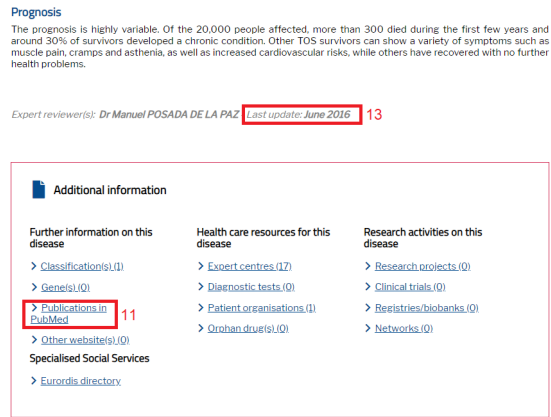 Prognosis
The prognosis is highly variable. Of the 20,000 people affected, more than 300 died during the first few years and
around 30% of survivors developed a chronic condition. Other TOS survivors can show a variety of symptoms such as
muscle pain, cramps and asthenia, as well as increased cardiovascular risks, while others have recovered with no further
health problems.
Expert reviewer(s): Dr Manuel POSADA DE LA PAZ Last update: June 2016 13
Additional information
Further information on this
disease
Classification(s) (1)
Gene(s) (0)
Publications in
PubMed 11
Other website(s) (0)
Specialised Social Services
Eurordis directory
Health care resources for this
disease
Expert centres (17)
Diagnostic tests (0)
Patient organisations (1)
Orphan drug(s) (0)
Research activities on this
disease
Research projects (0)
Clinical trials (0)
Registries/biobanks (0)
Networks (0)